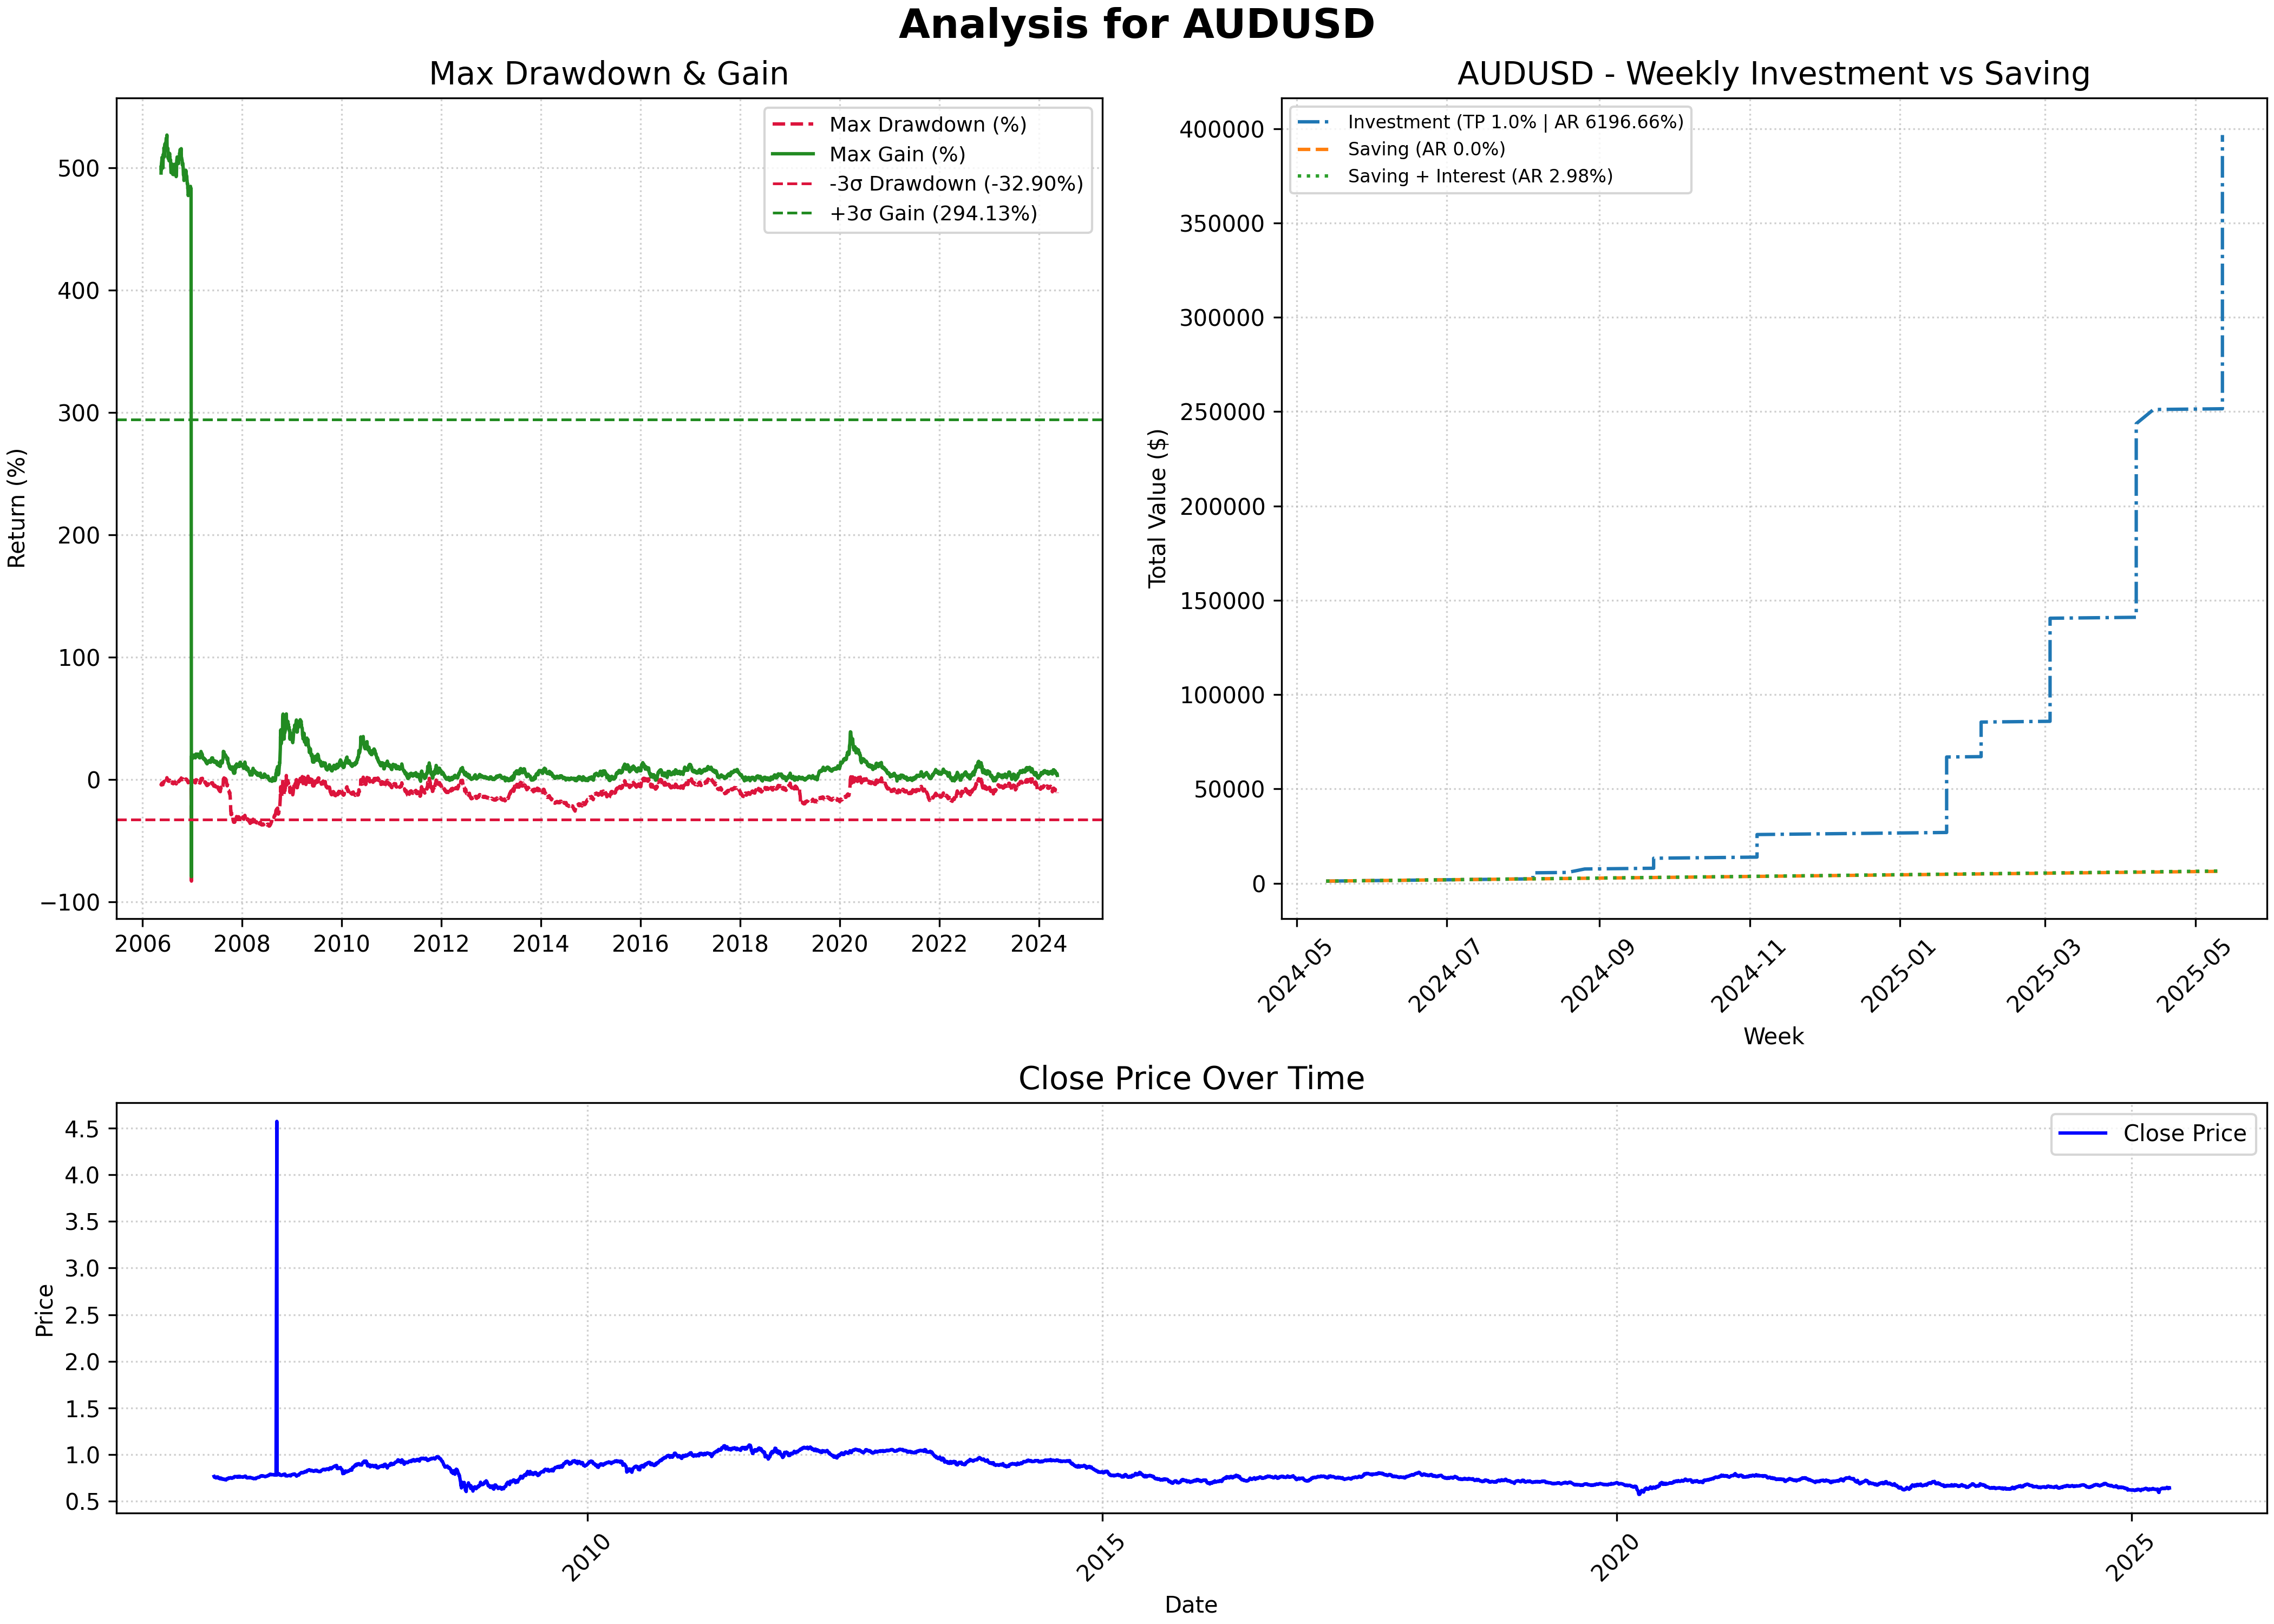 Analysis for AUDUSD
Max Drawdown & Gain
Return (%)
500
400
300
200
100
0
−100
2006 2008 2010 2012 2014 2016 2018 2020 2022 2024
Max Drawdown (%)
Max Gain (%)
-3σ Drawdown (-32.90%)
+3σ Gain (294.13%)
AUDUSD - Weekly Investment vs Saving
Total Value ($)
400000
350000
300000
250000
200000
150000
100000
50000
0
Investment (TP 1.0% | AR 6196.66%)
Saving (AR 0.0%)
Saving + Interest (AR 2.98%)
2024-05 2024-07 2024-09 2024-11 2025-01 2025-03 2025-05
Week
Close Price Over Time
Price
4.5
4.0
3.5
3.0
2.5
2.0
1.5
1.0
0.5
Close Price
2010 2015 2020 2025
Date